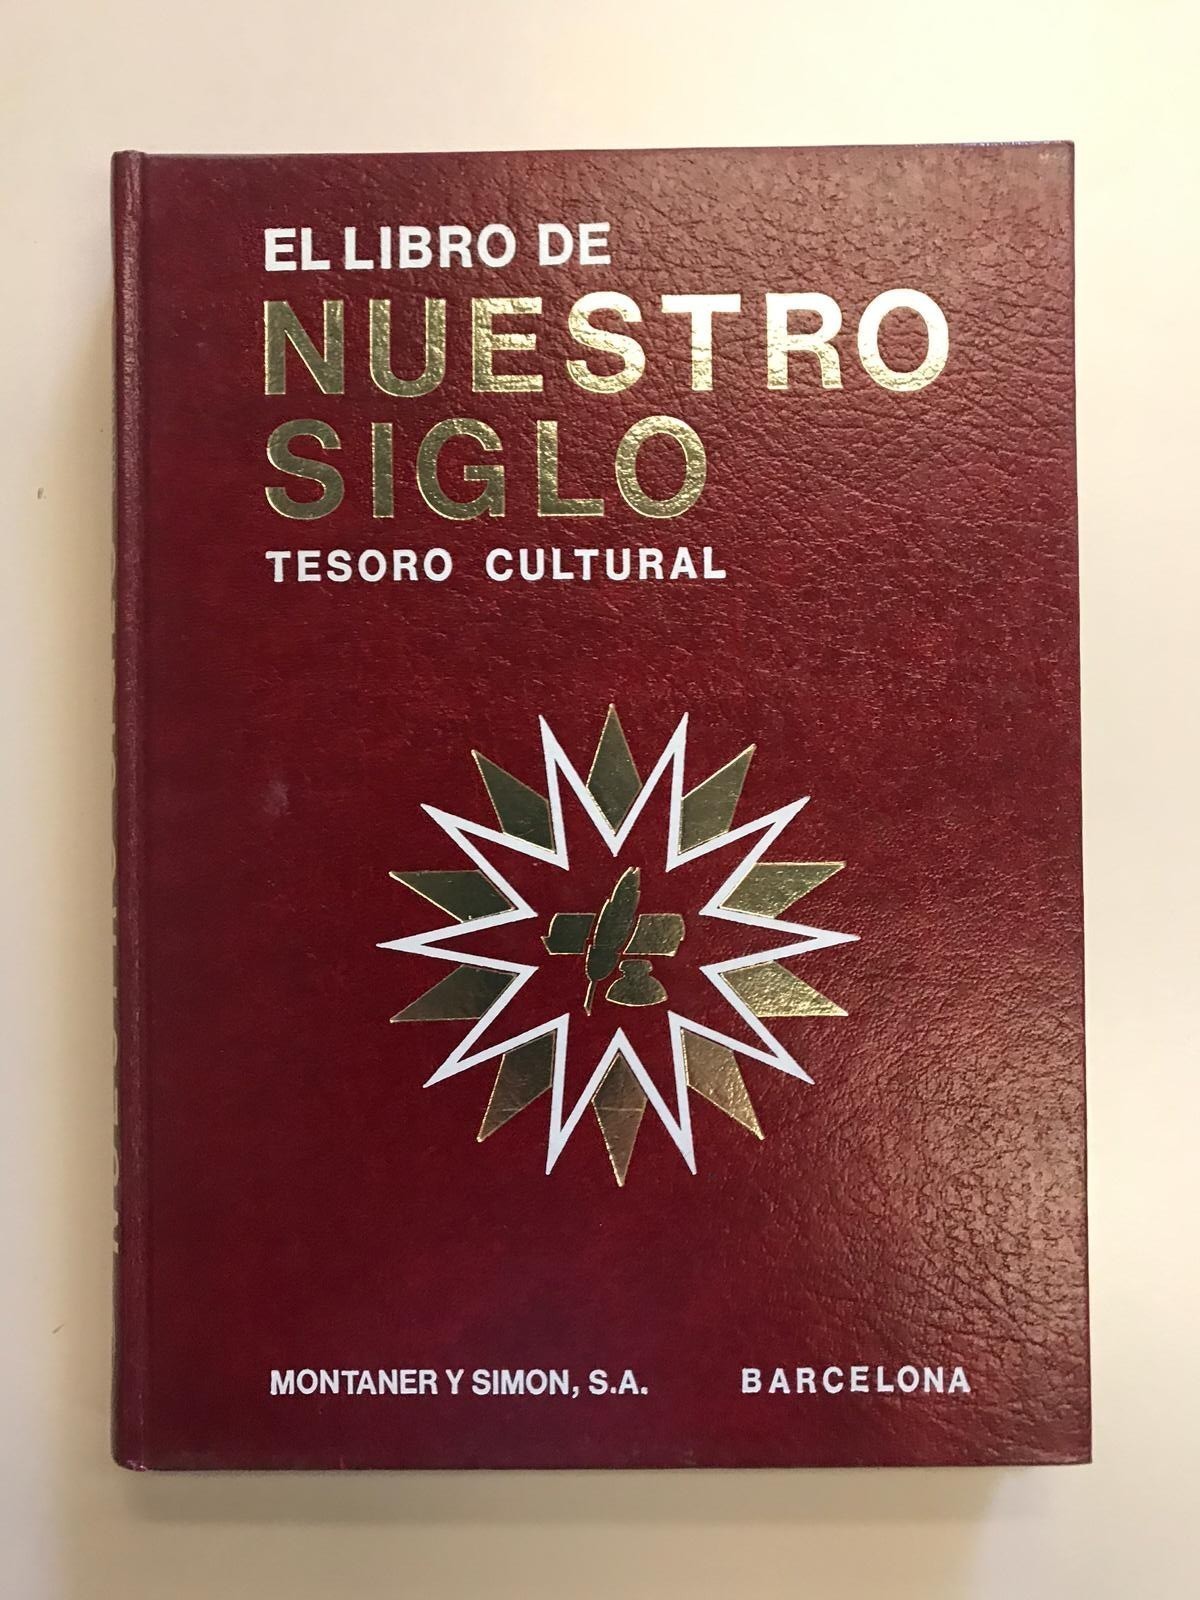 EL LIBRO DE
NUESTRO
SIGLO
TESORO CULTURAL
MONTANER Y SIMON, S.A. BARCELONA